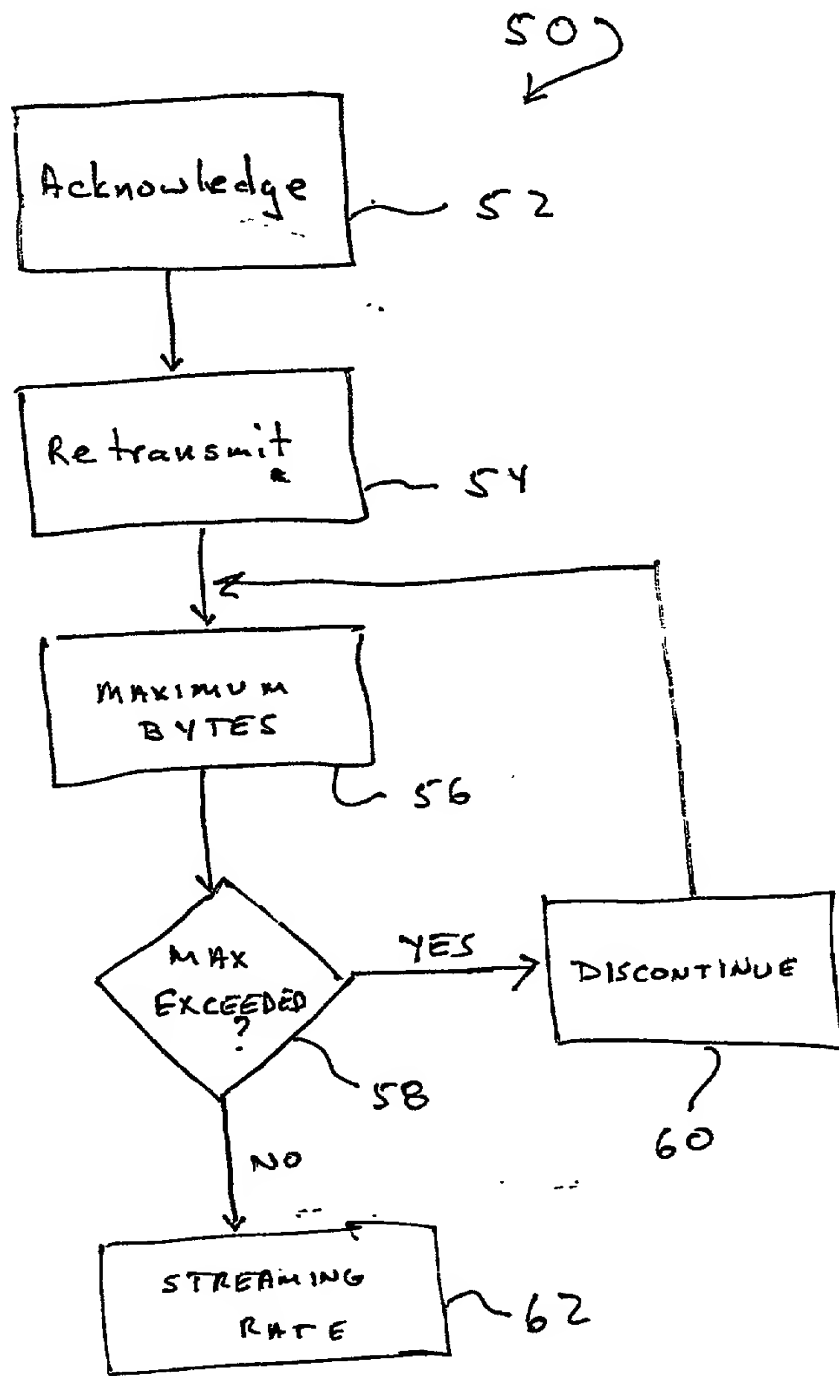 50
Acknowledge
52
Retransmit
54
MAXIMUM
BYTES
56
MAX
EXCEEDED
?
58
YES
DISCONTINUE
60
NO
STREAMING
RATE
62